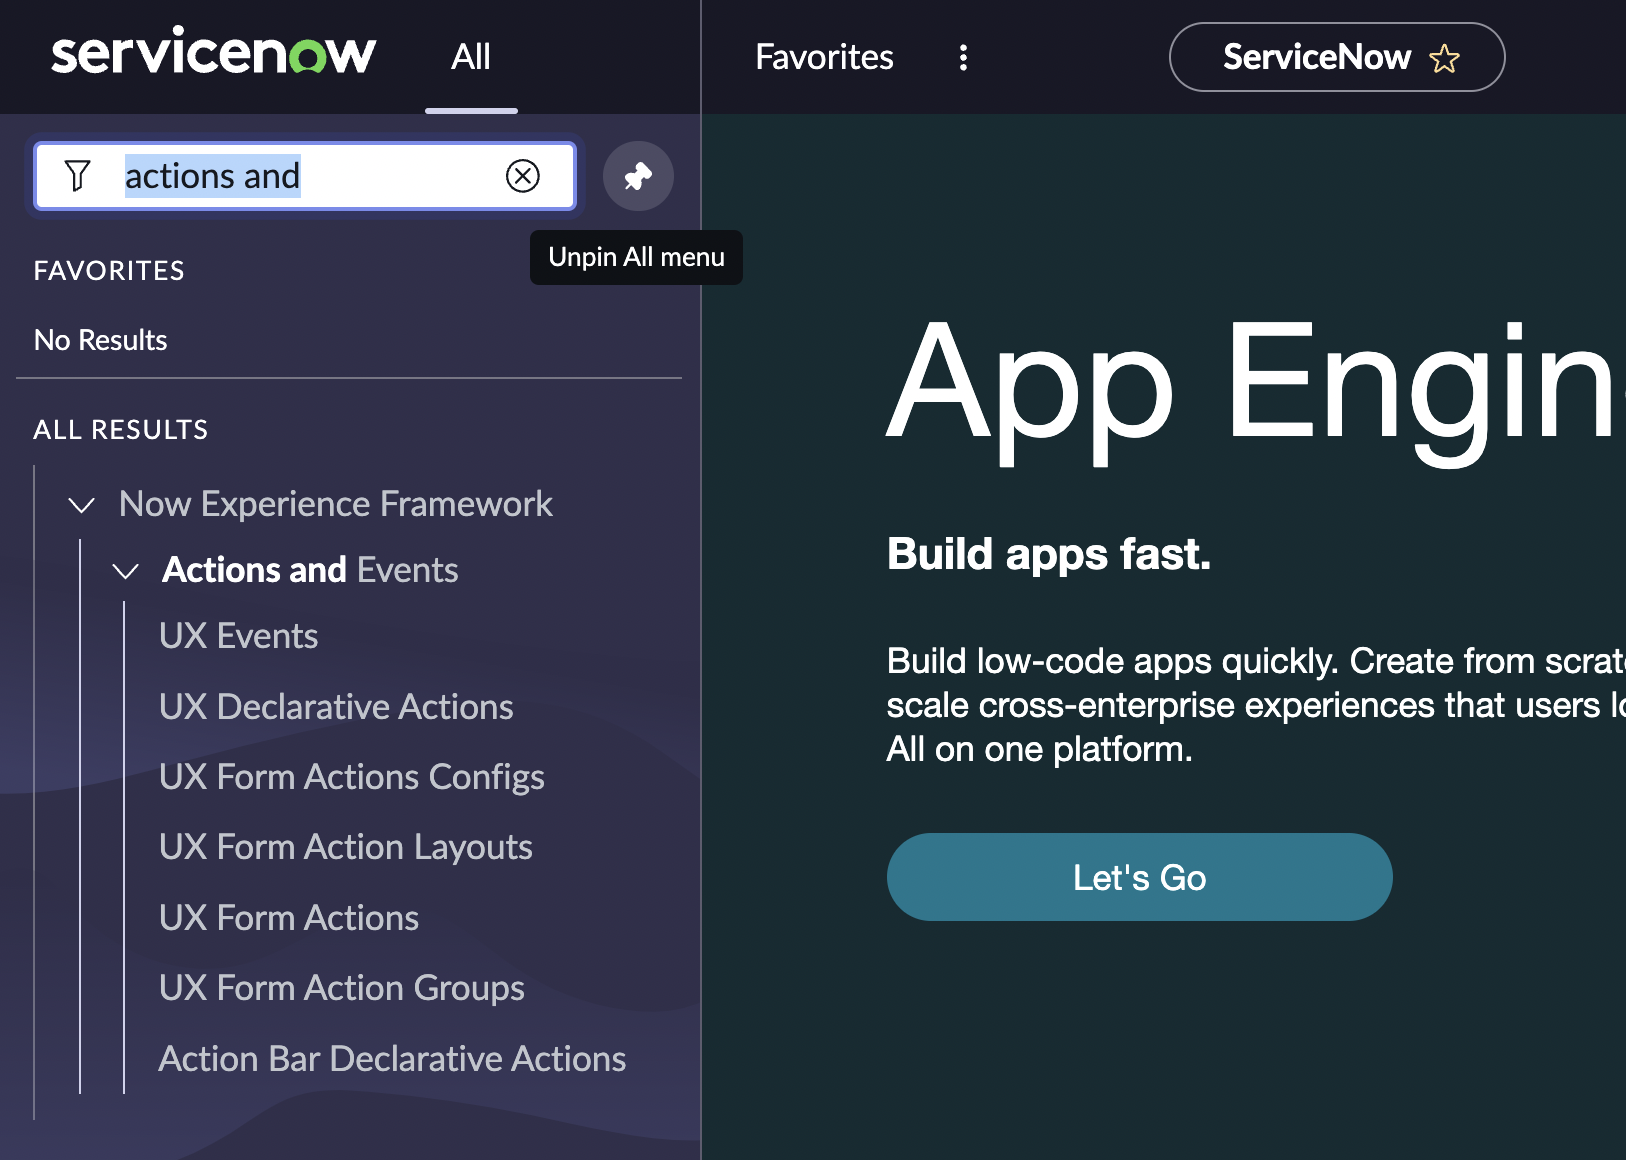 servicenow
All
Favorites
ServiceNow
actions and
Unpin All menu
FAVORITES
No Results
ALL RESULTS
Now Experience Framework
Actions and Events
UX Events
UX Declarative Actions
UX Form Actions Configs
UX Form Action Layouts
UX Form Actions
UX Form Action Groups
Action Bar Declarative Actions
App Engin
Build apps fast.
Build low-code apps quickly. Create from scrat
scale cross-enterprise experiences that users lo
All on one platform.
Let's Go